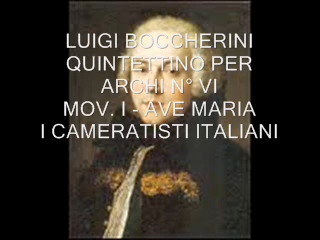 LUIGI BOCCHERINI
QUINTETTINO PER
ARCHI N° VI
MOV. I - AVE MARIA
I CAMERATISTI ITALIANI